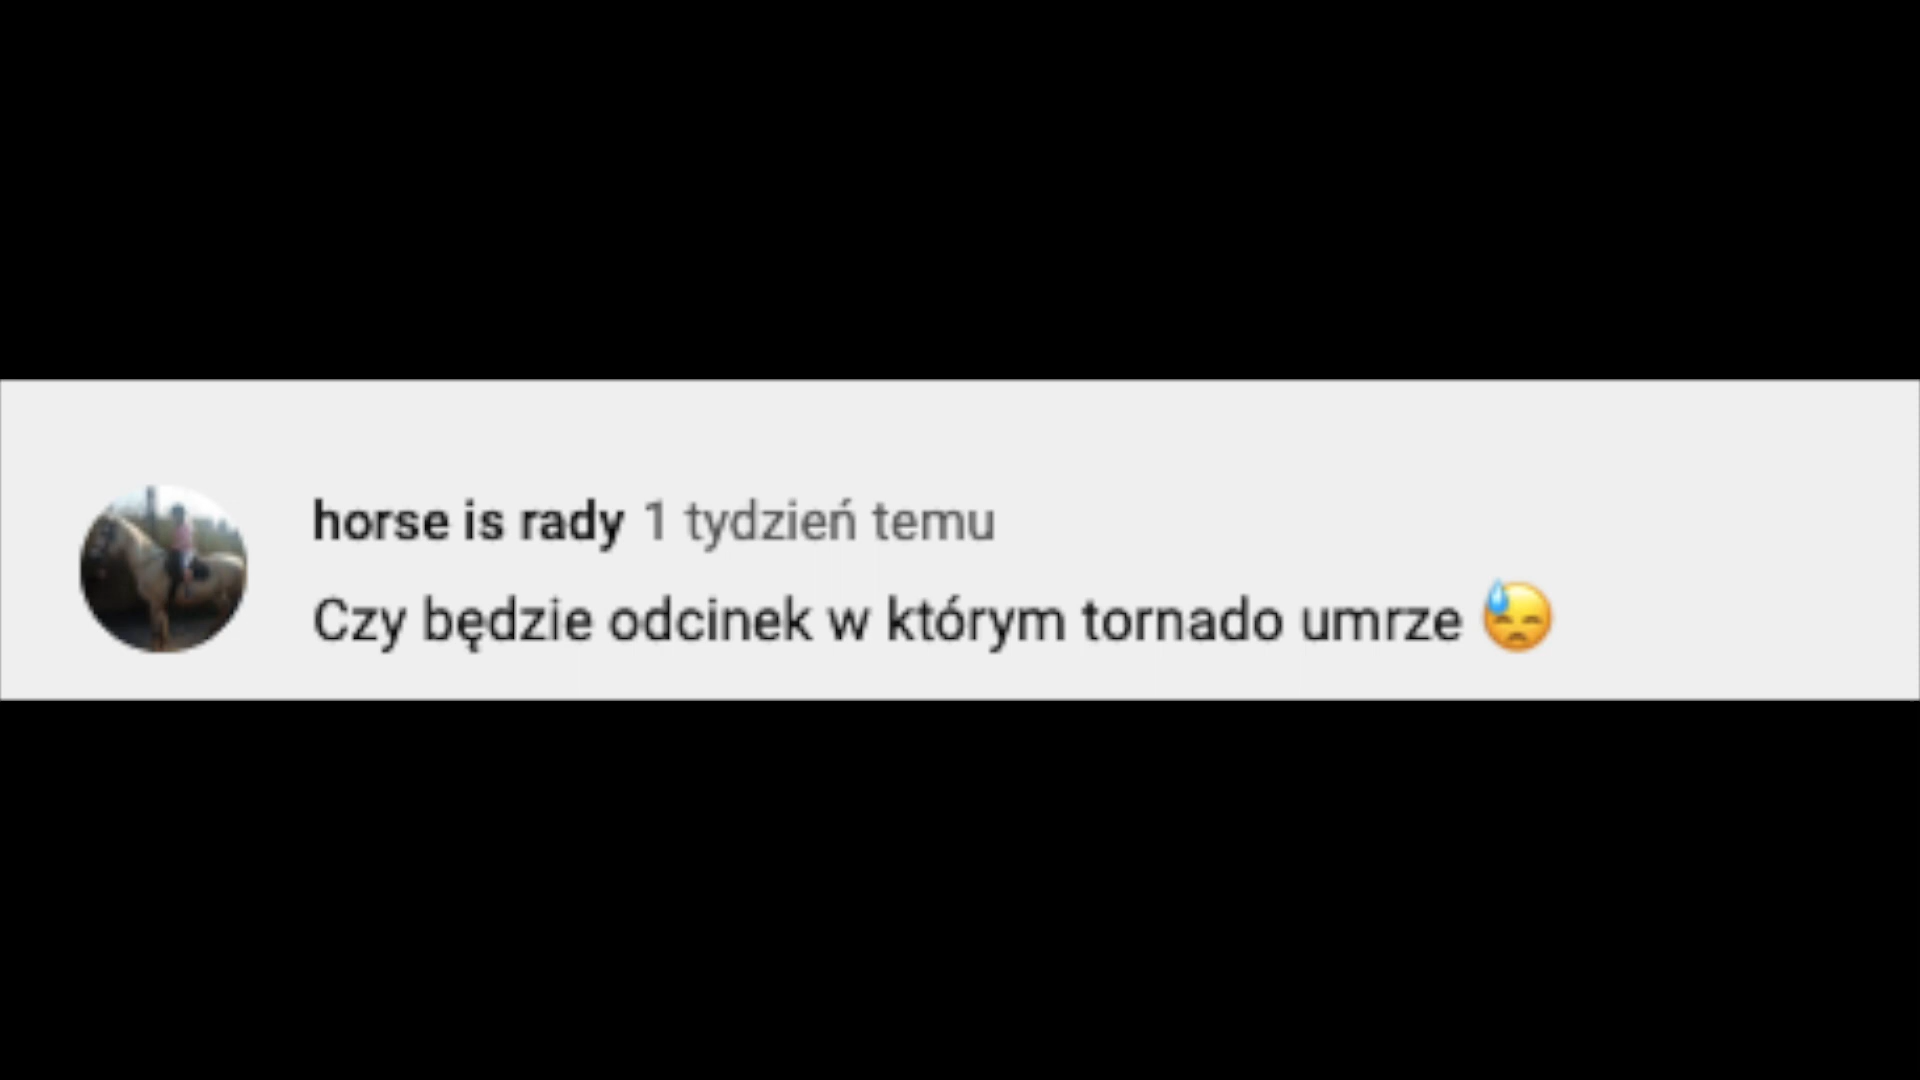 horse is rady 1 tydzień temu
Czy będzie odcinek w którym tornado umrze 😓